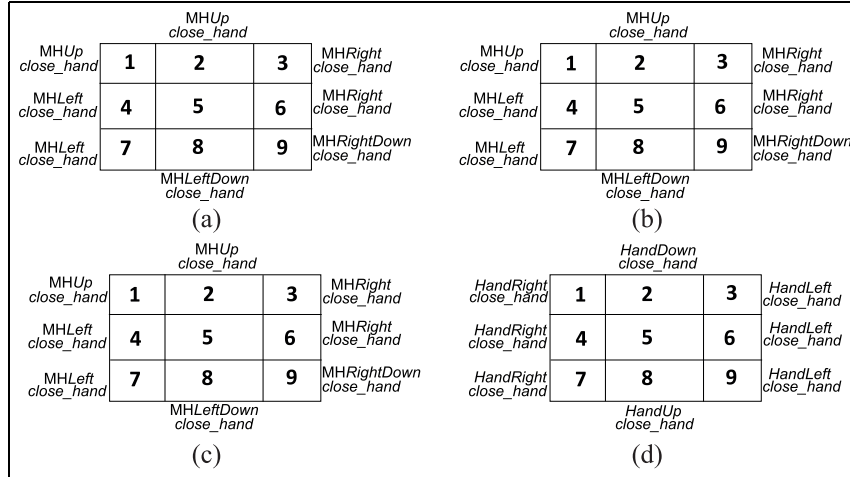 MHUp
close_hand
MHUp
close_hand
1 2 3
MHRight
close_hand
MHLeft
close_hand
4 5 6
MHRight
close_hand
MHLeft
close_hand
7 8 9
MHRightDown
close_hand
MHLeftDown
close_hand
(a)
MHUp
close_hand
MHUp
close_hand
1 2 3
MHRight
close_hand
MHLeft
close_hand
4 5 6
MHRight
close_hand
MHLeft
close_hand
7 8 9
MHRightDown
close_hand
MHLeftDown
close_hand
(b)
MHUp
close_hand
MHUp
close_hand
1 2 3
MHRight
close_hand
MHLeft
close_hand
4 5 6
MHRight
close_hand
MHLeft
close_hand
7 8 9
MHRightDown
close_hand
MHLeftDown
close_hand
(c)
HandDown
close_hand
HandRight
close_hand
1 2 3
HandLeft
close_hand
HandRight
close_hand
4 5 6
HandLeft
close_hand
HandRight
close_hand
7 8 9
HandLeft
close_hand
HandUp
close_hand
(d)